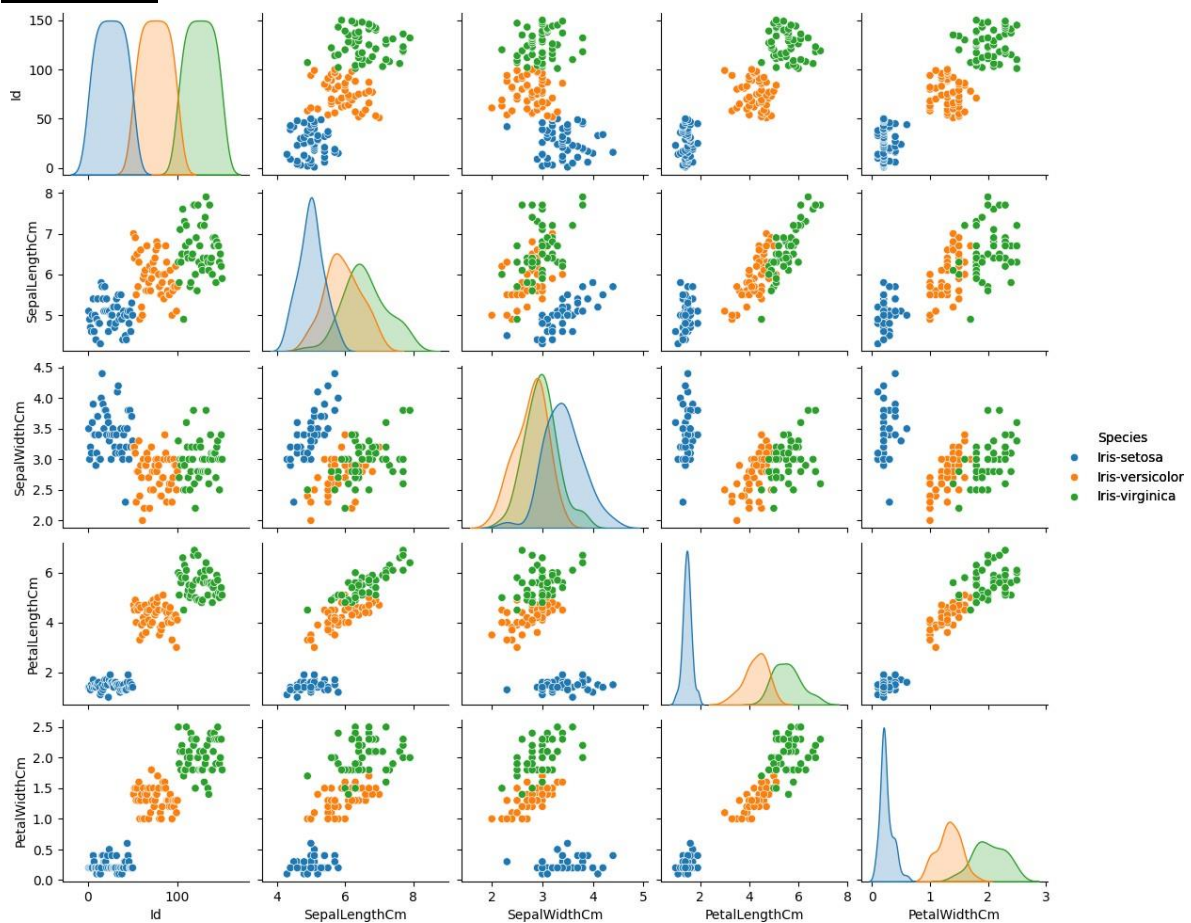 150
100
50
0
Id
8
7
6
5
SepalLengthCm
4.5
4.0
3.5
3.0
2.5
2.0
SepalWidthCm
Species
Iris-setosa
Iris-versicolor
Iris-virginica
6
4
2
PetalLengthCm
2.5
2.0
1.5
1.0
0.5
0.0
PetalWidthCm
0 100
Id
4 6 8
SepalLengthCm
2 3 4 5
SepalWidthCm
2 4 6 8
PetalLengthCm
0 1 2 3
PetalWidthCm